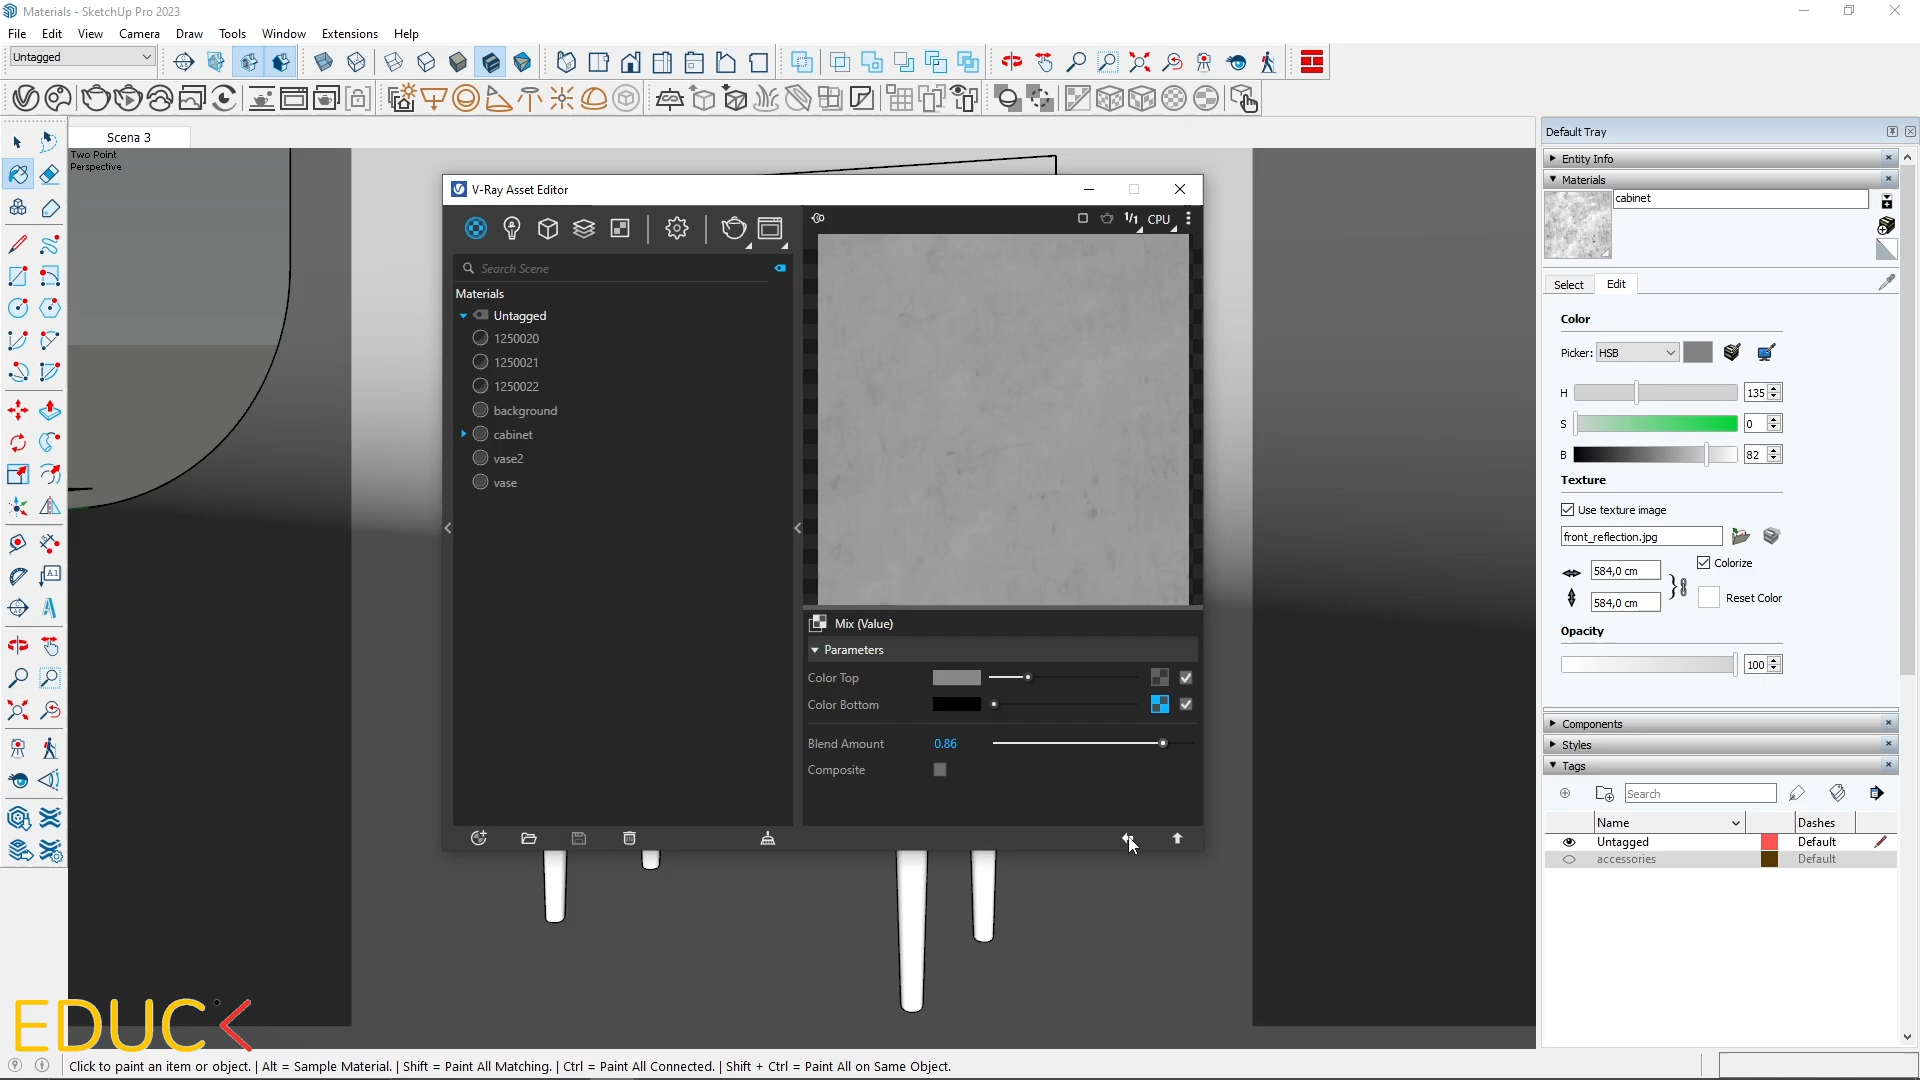 Materials - SketchUp Pro 2023
File Edit View Camera Draw Tools Window Extensions Help
Untagged
Scena 3
Two Point
Perspective
V-Ray Asset Editor
1/1 CPU
Search Scene
Materials
Untagged
1250020
1250021
1250022
background
cabinet
vase2
vase
Mix (Value)
Parameters
Color Top
Color Bottom
Blend Amount 0.86
Composite
Default Tray
Entity Info
Materials
cabinet
Select Edit
Color
Picker: HSB
H 135
S 0
B 82
Texture
Use texture image
front_reflection.jpg
584,0 cm Colorize
584,0 cm Reset Color
Opacity
100
Components
Styles
Tags
Search
Name Dashes
Untagged Default
accessories Default
A1
EDUC
Click to paint an item or object. | Alt = Sample Material. | Shift = Paint All Matching. | Ctrl = Paint All Connected. | Shift + Ctrl = Paint All on Same Object.